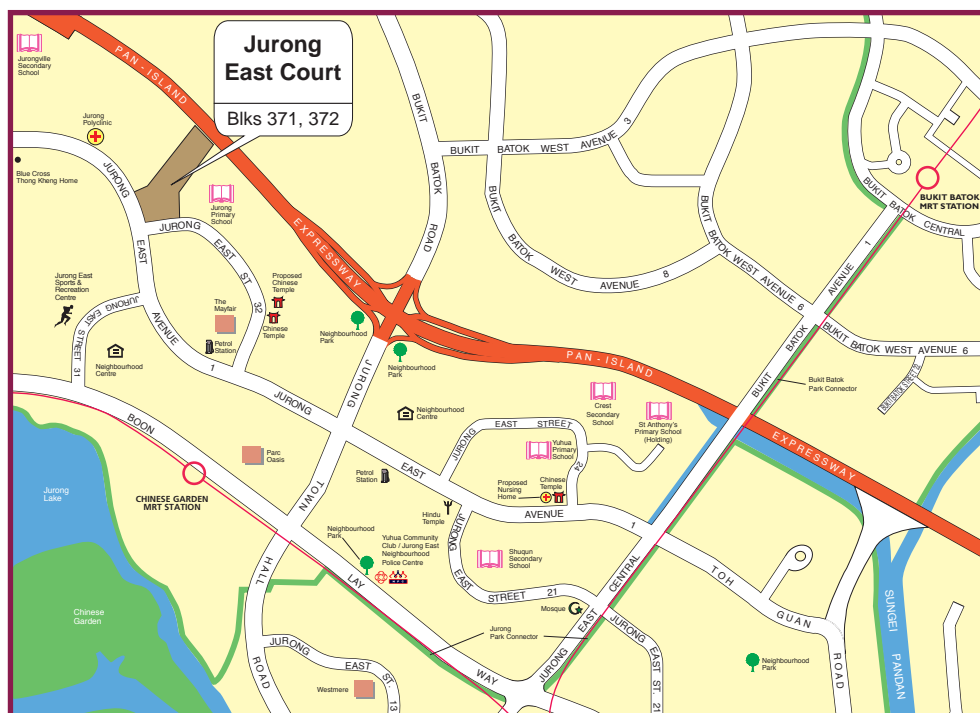 Jurong
East Court
Blks 371, 372
Jurongville
Secondary
School
PAN-ISLAND
EXPRESSWAY
PAN-ISLAND
EXPRESSWAY
Jurong
Polyclinic
Blue Cross
Thong Kheng Home
JURONG
EAST
AVENUE
1
Jurong
Primary
School
JURONG
EAST
ST
32
BUKIT
BATOK
ROAD
BUKIT BATOK WEST AVENUE 3
BUKIT
BATOK
WEST
AVENUE
8
BUKIT BATOK WEST AVENUE 6
BUKIT BATOK WEST AVENUE 6
BUKIT
BATOK
CENTRAL
BUKIT BATOK
MRT STATION
BUKIT
BATOK
AVENUE
1
BUKIT BATOK STREET 21
Bukit Batok
Park Connector
Jurong East
Sports &
Recreation
Centre
JURONG EAST
STREET 31
Neighbourhood
Centre
The
Mayfair
Petrol
Station
Proposed
Chinese
Temple
Chinese
Temple
Neighbourhood
Park
Neighbourhood
Park
JURONG
TOWN
HALL
ROAD
JURONG
EAST
AVENUE
1
Neighbourhood
Centre
JURONG
EAST
STREET
24
Crest
Secondary
School
St Anthony's
Primary School
(Holding)
Yuhua
Primary
School
Proposed
Nursing
Home
Chinese
Temple
Petrol
Station
Hindu
Temple
Parc
Oasis
BOON
LAY
WAY
CHINESE GARDEN
MRT STATION
Jurong
Lake
Chinese
Garden
Neighbourhood
Park
Yuhua Community
Club / Jurong East
Neighbourhood
Police Centre
Shuqun
Secondary
School
JURONG
EAST
STREET
21
Mosque
JURONG
EAST
CENTRAL
Jurong
Park Connector
JURONG
EAST ST. 21
JURONG
EAST
ST.
13
Westmere
TOH
GUAN
ROAD
Neighbourhood
Park
SUNGEI
PANDAN